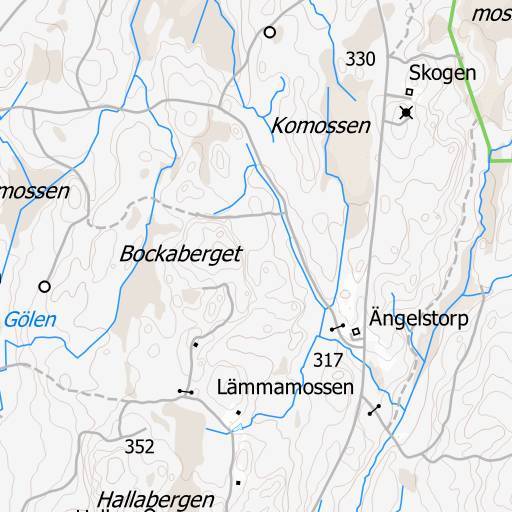 mos
330
Skogen
Komossen
mossen
Bockaberget
Gölen
Ängelstorp
317
Lämmamossen
352
Hallabergen